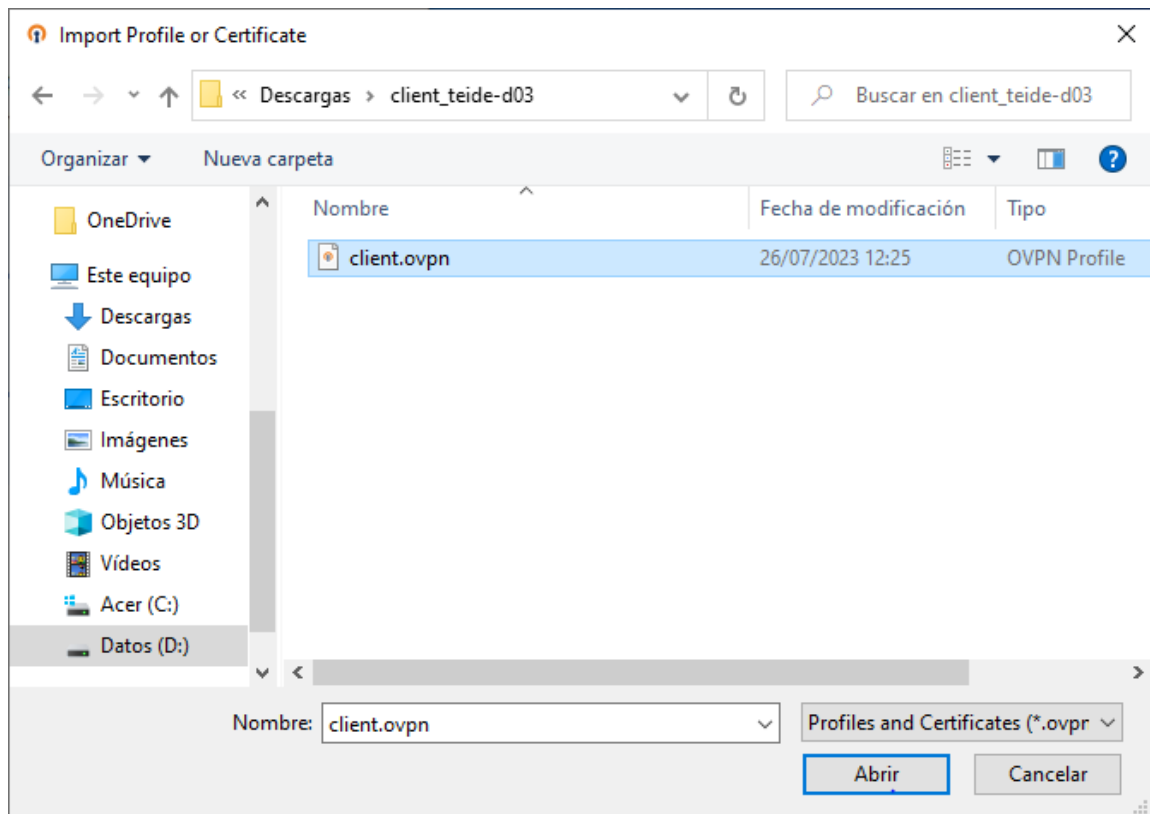 Import Profile or Certificate
« Descargas > client_teide-d03
Buscar en client_teide-d03
Organizar
Nueva carpeta
?
Nombre
Fecha de modificación
Tipo
client.ovpn
26/07/2023 12:25
OVPN Profile
OneDrive
Este equipo
Descargas
Documentos
Escritorio
Imágenes
Música
Objetos 3D
Vídeos
Acer (C:)
Datos (D:)
Nombre:
client.ovpn
Profiles and Certificates (*.ovpr
Abrir
Cancelar